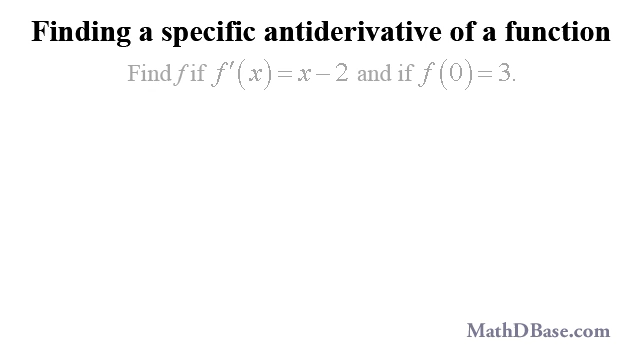 Finding a specific antiderivative of a function
Find f if f′(x) = x − 2 and if f(0) = 3.
MathDBase.com